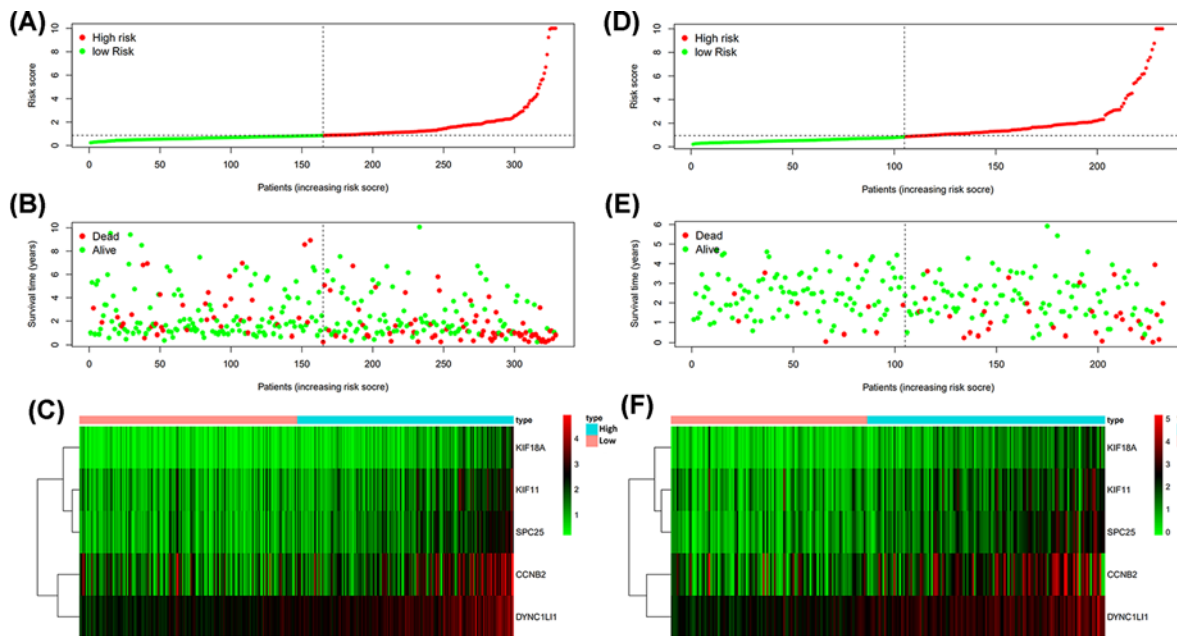 (A)
High risk
low Risk
Risk score
0 2 4 6 8 10
0 50 100 150 200 250 300
Patients (increasing risk socre)
(D)
High risk
low Risk
Risk score
0 2 4 6 8 10
0 50 100 150 200
Patients (increasing risk socre)
(B)
Dead
Alive
Survival time (years)
0 2 4 6 8 10
0 50 100 150 200 250 300
Patients (increasing risk socre)
(E)
Dead
Alive
Survival time (years)
0 1 2 3 4 5 6
0 50 100 150 200
Patients (increasing risk socre)
(C)
type
KIF18A
KIF11
SPC25
CCNB2
DYNC1LI1
4
3
2
1
type
High
Low
(F)
type
KIF18A
KIF11
SPC25
CCNB2
DYNC1LI1
5
4
3
2
1
0